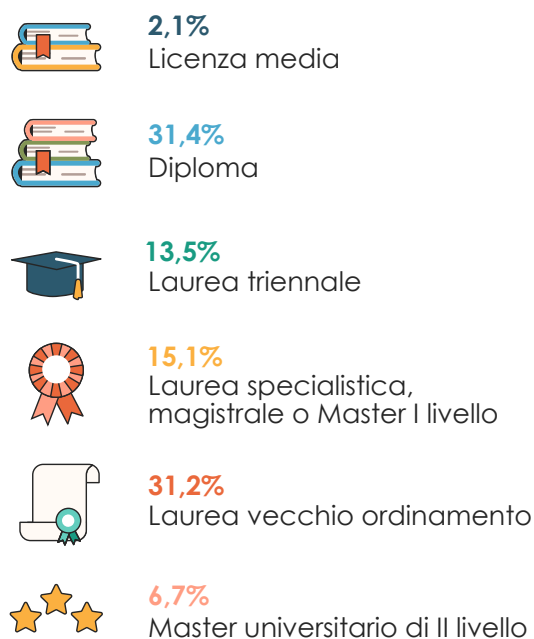 2,1%
Licenza media
31,4%
Diploma
13,5%
Laurea triennale
15,1%
Laurea specialistica,
magistrale o Master I livello
31,2%
Laurea vecchio ordinamento
6,7%
Master universitario di II livello